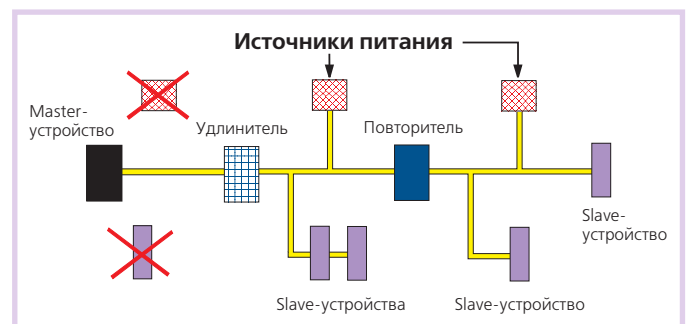 Источники питания
Master-
устройство
Удлинитель
Повторитель
Slave-
устройство
Slave-устройства
Slave-устройство